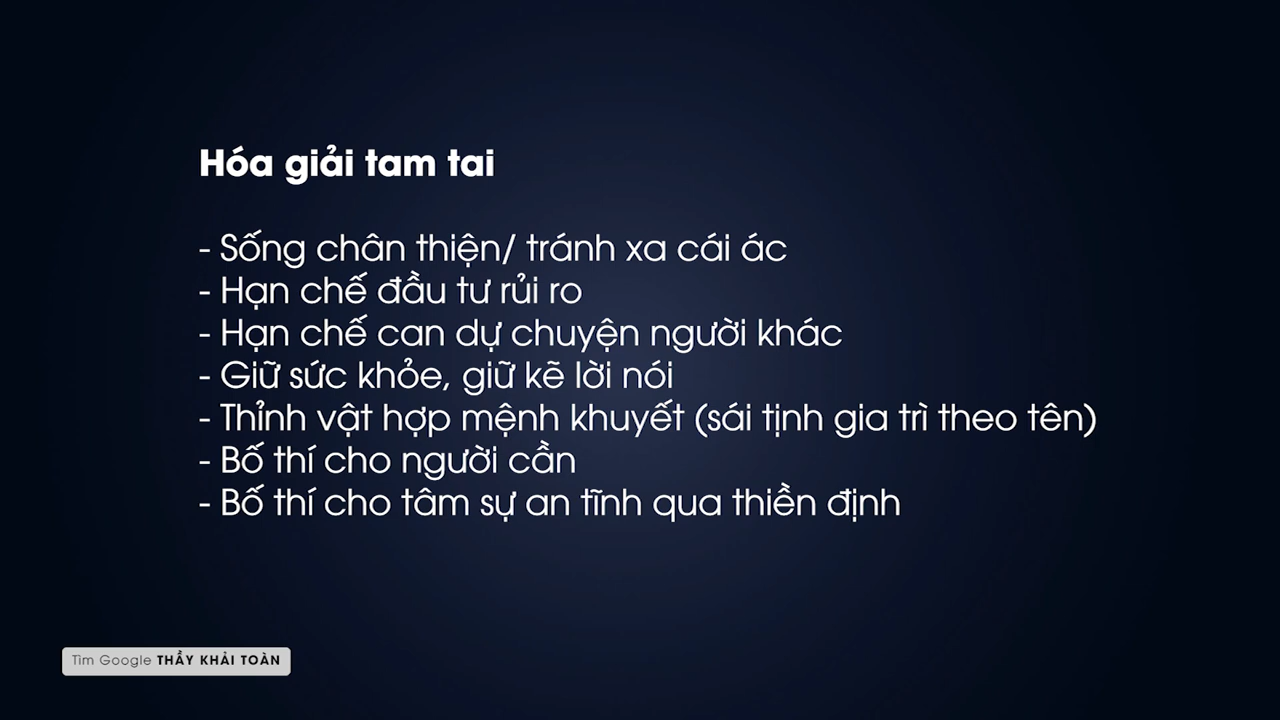 Hóa giải tam tai
- Sống chân thiện/ tránh xa cái ác
- Hạn chế đầu tư rủi ro
- Hạn chế can dự chuyện người khác
- Giữ sức khỏe, giữ kẽ lời nói
- Thỉnh vật hợp mệnh khuyết (sái tịnh gia trì theo tên)
- Bố thí cho người cần
- Bố thí cho tâm sự an tĩnh qua thiền định
Tìm Google THẦY KHẢI TOÀN